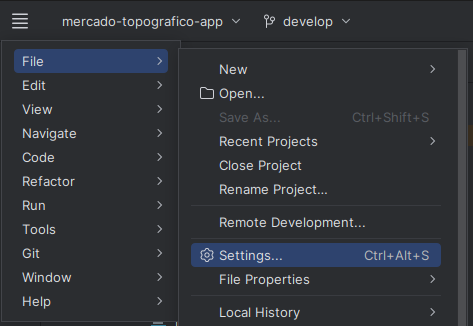 mercado-topografico-app develop
File
Edit
View
Navigate
Code
Refactor
Run
Tools
Git
Window
Help
New
Open...
Save As... Ctrl+Shift+S
Recent Projects
Close Project
Rename Project...
Remote Development...
Settings... Ctrl+Alt+S
File Properties
Local History